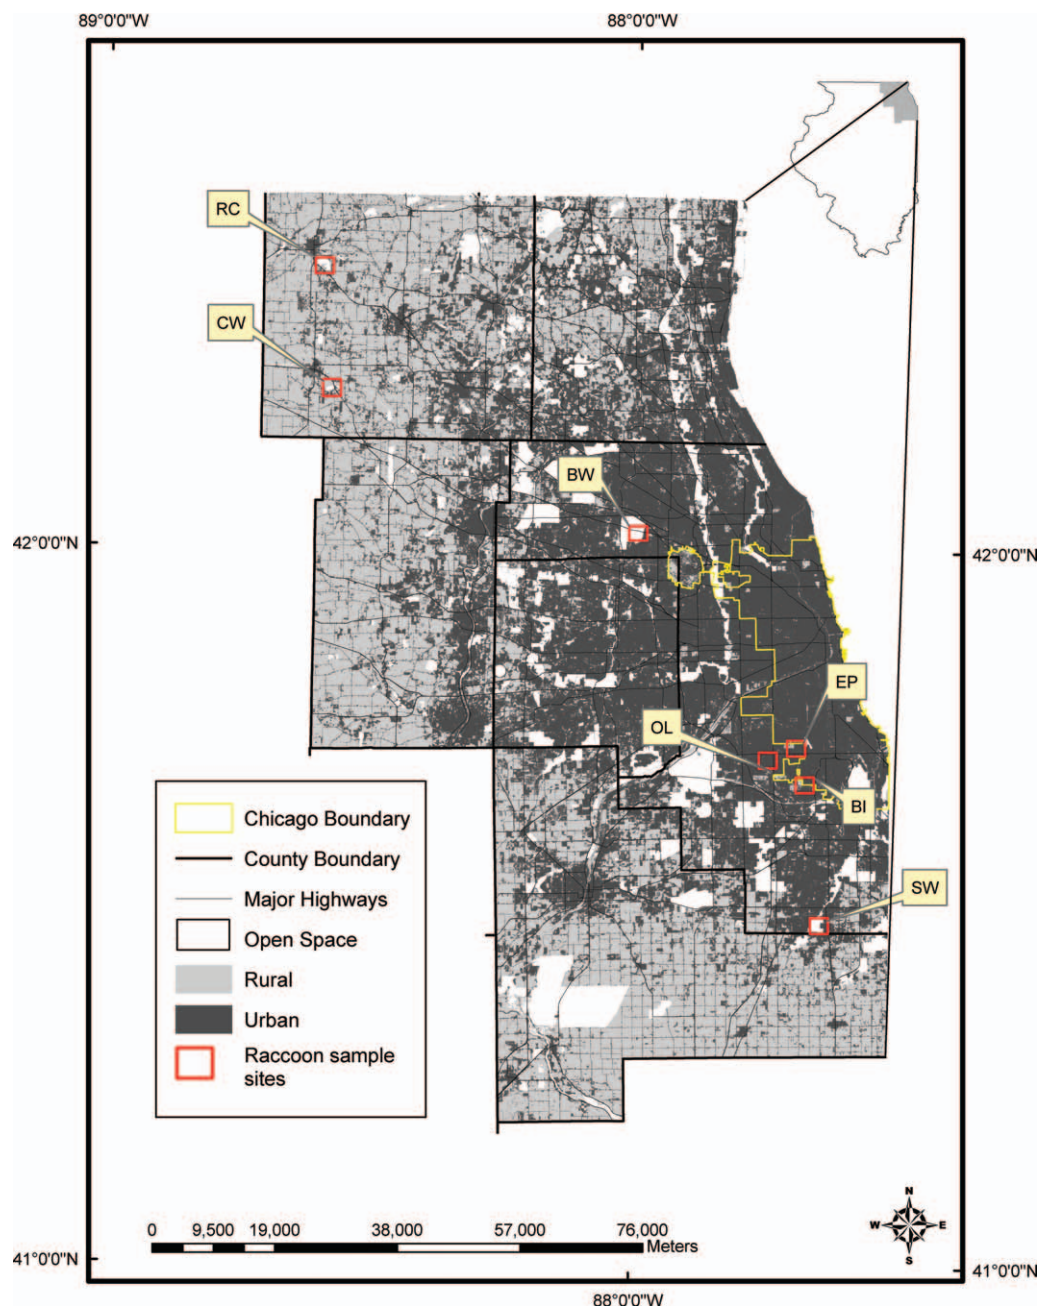 89°0'0"W
88°0'0"W
RC
CW
BW
42°0'0"N
42°0'0"N
EP
OL
BI
SW
Chicago Boundary
County Boundary
Major Highways
Open Space
Rural
Urban
Raccoon sample
sites
N
W
E
S
0
9,500
19,000
38,000
57,000
76,000
Meters
41°0'0"N
41°0'0"N
88°0'0"W